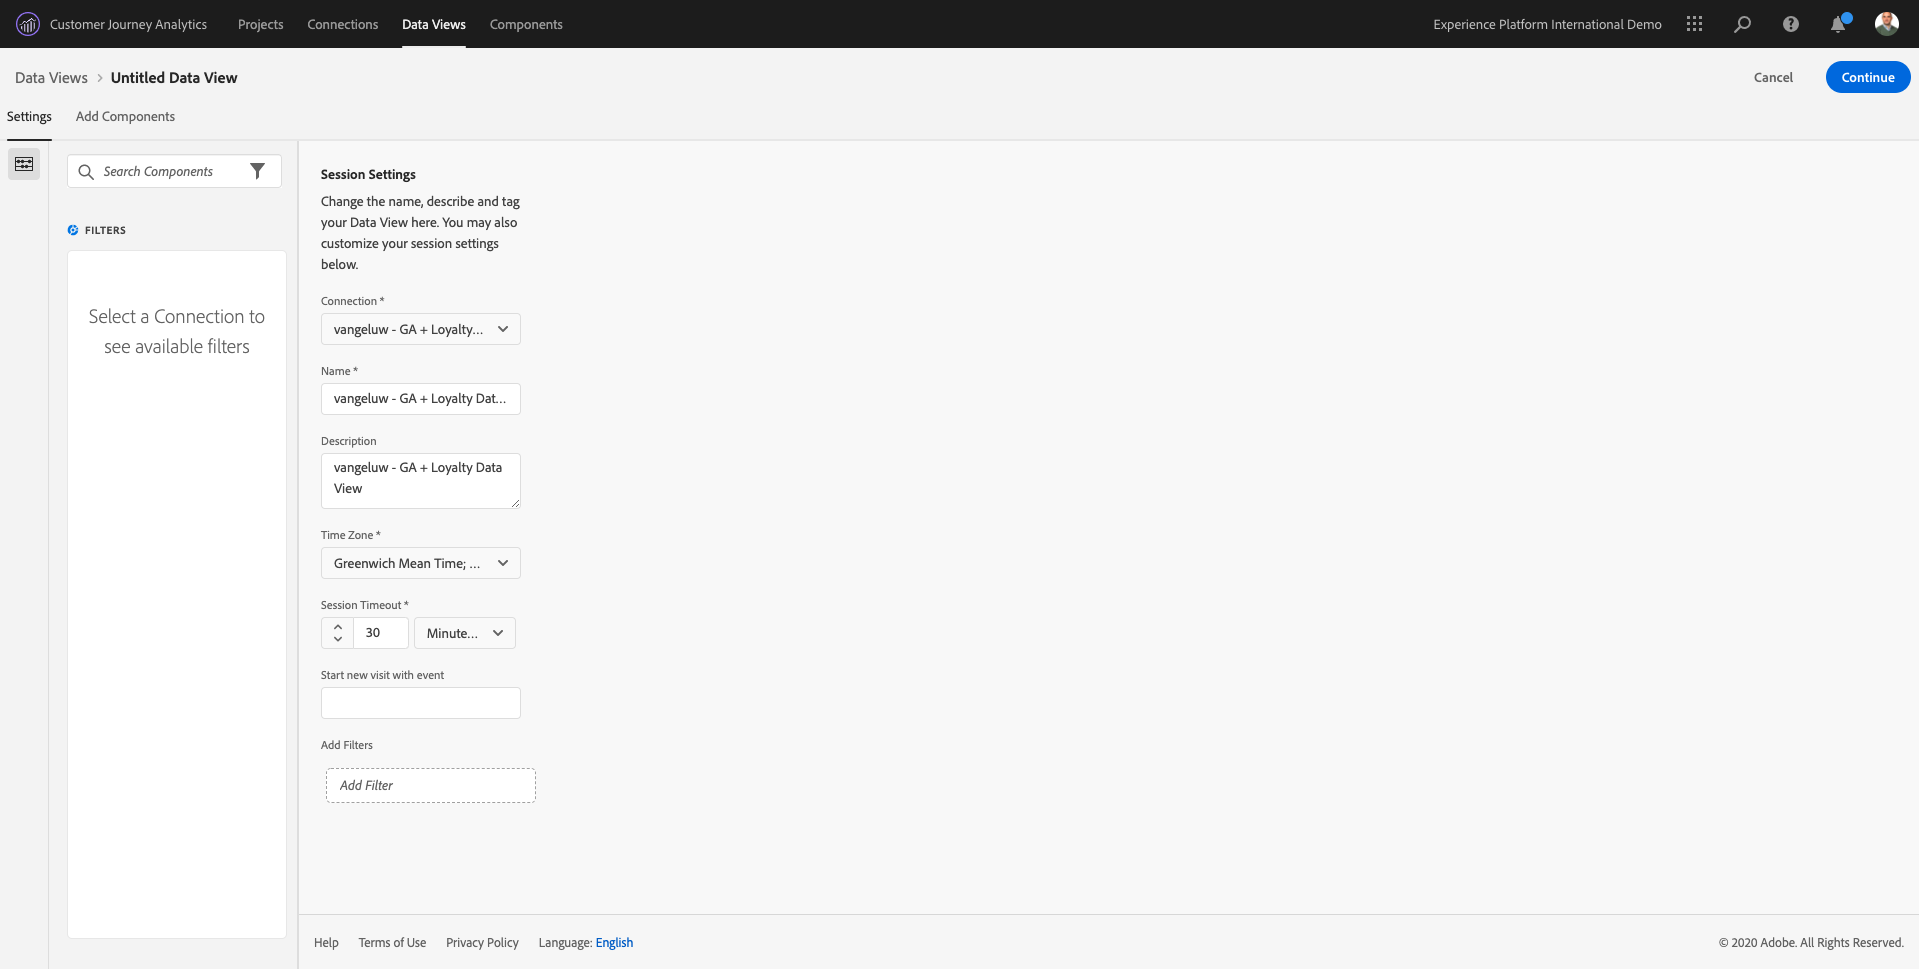 Customer Journey Analytics Projects Connections Data Views Components Experience Platform International Demo
Data Views > Untitled Data View Cancel Continue
Settings Add Components
Search Components
FILTERS
Select a Connection to
see available filters
Session Settings
Change the name, describe and tag
your Data View here. You may also
customize your session settings
below.
Connection *
vangeluw - GA + Loyalty...
Name *
vangeluw - GA + Loyalty Dat...
Description
vangeluw - GA + Loyalty Data
View
Time Zone *
Greenwich Mean Time; ...
Session Timeout *
30 Minute...
Start new visit with event
Add Filters
Add Filter
Help Terms of Use Privacy Policy Language: English © 2020 Adobe. All Rights Reserved.